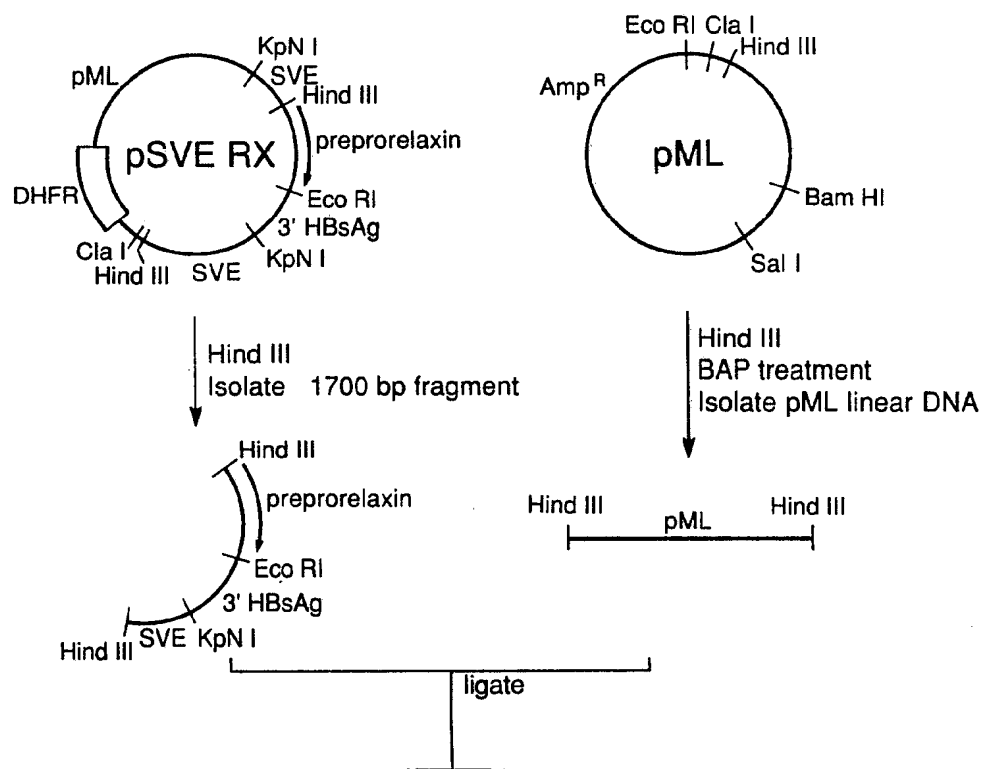 KpN I
SVE
Hind III
preprorelaxin
pML
pSVE RX
DHFR
Eco RI
3' HBsAg
Cla I
Hind III
SVE
KpN I
Eco RI Cla I
Hind III
Amp R
pML
Bam HI
Sal I
Hind III
Isolate 1700 bp fragment
Hind III
BAP treatment
Isolate pML linear DNA
Hind III
preprorelaxin
Eco RI
3' HBsAg
Hind III SVE KpN I
Hind III pML Hind III
ligate